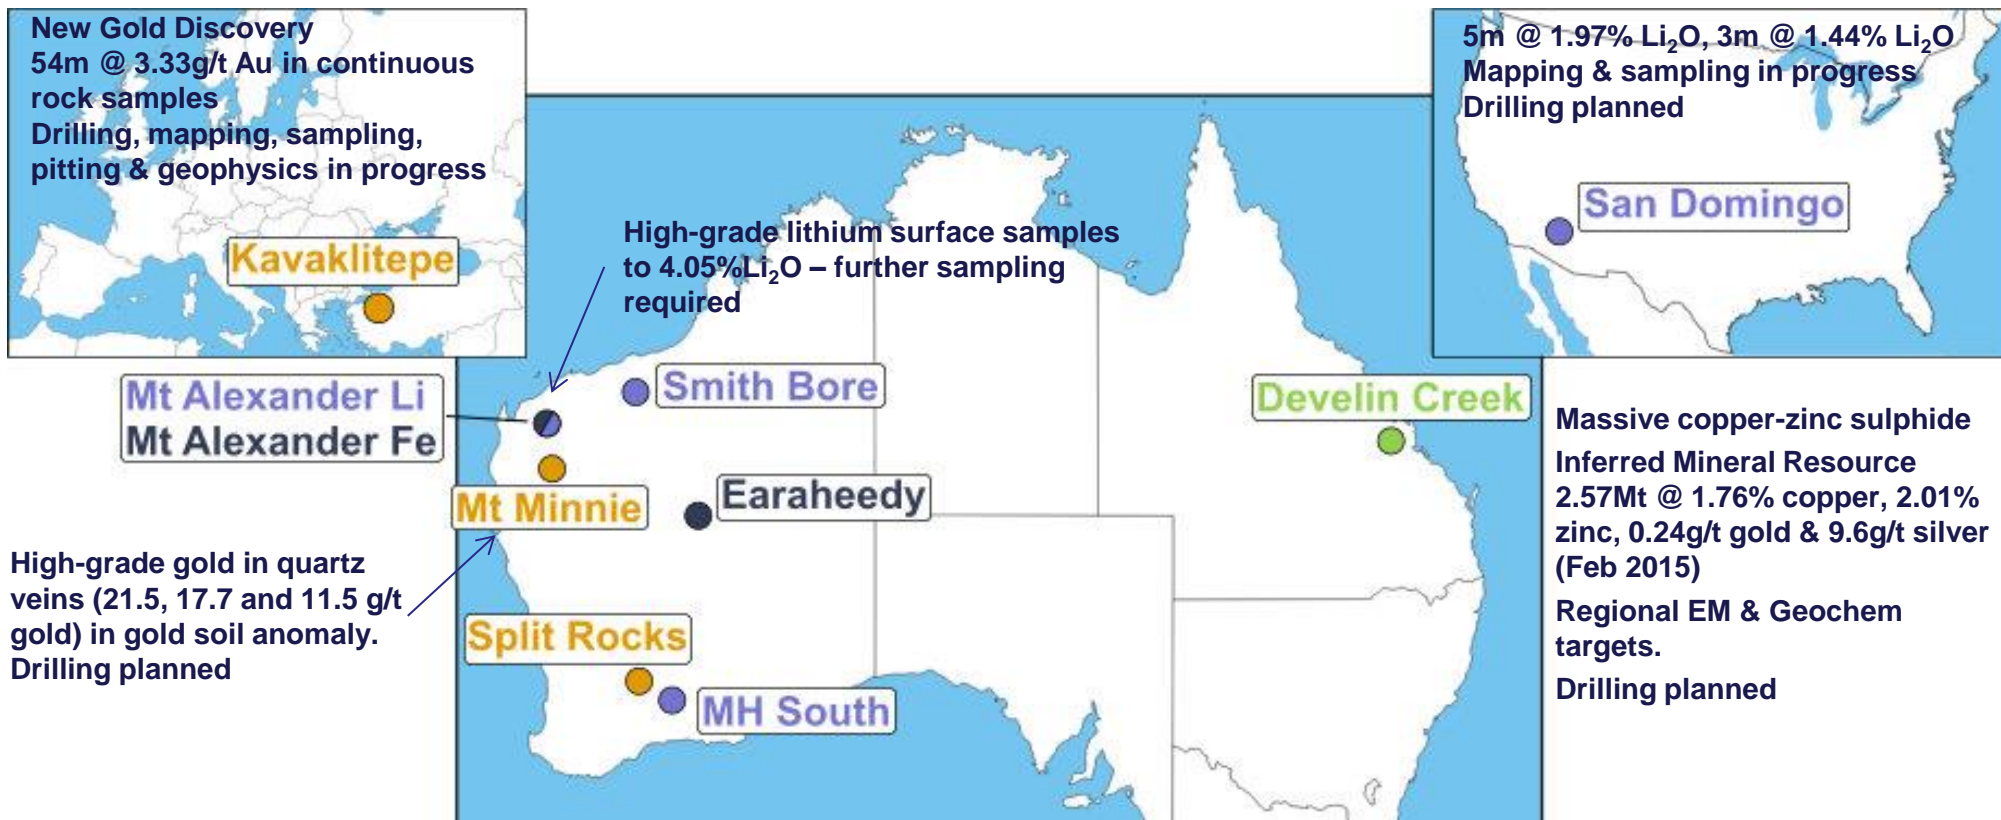 New Gold Discovery
54m @ 3.33g/t Au in continuous
rock samples
Drilling, mapping, sampling,
pitting & geophysics in progress
Kavaklitepe
5m @ 1.97% Li₂O, 3m @ 1.44% Li₂O
Mapping & sampling in progress
Drilling planned
San Domingo
High-grade lithium surface samples
to 4.05%Li₂O – further sampling
required
Mt Alexander Li
Mt Alexander Fe
Smith Bore
Mt Minnie
Earaheedy
Develin Creek
High-grade gold in quartz
veins (21.5, 17.7 and 11.5 g/t
gold) in gold soil anomaly.
Drilling planned
Split Rocks
MH South
Massive copper-zinc sulphide
Inferred Mineral Resource
2.57Mt @ 1.76% copper, 2.01%
zinc, 0.24g/t gold & 9.6g/t silver
(Feb 2015)
Regional EM & Geochem
targets.
Drilling planned